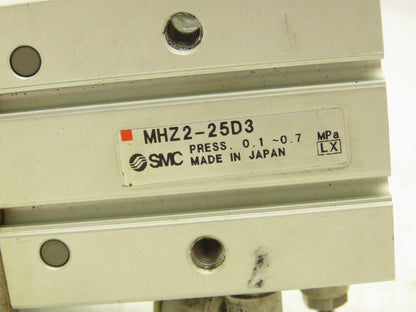 MHZ2-25D3
SMC PRESS. 0.1 ~0.7 MPa
MADE IN JAPAN LX